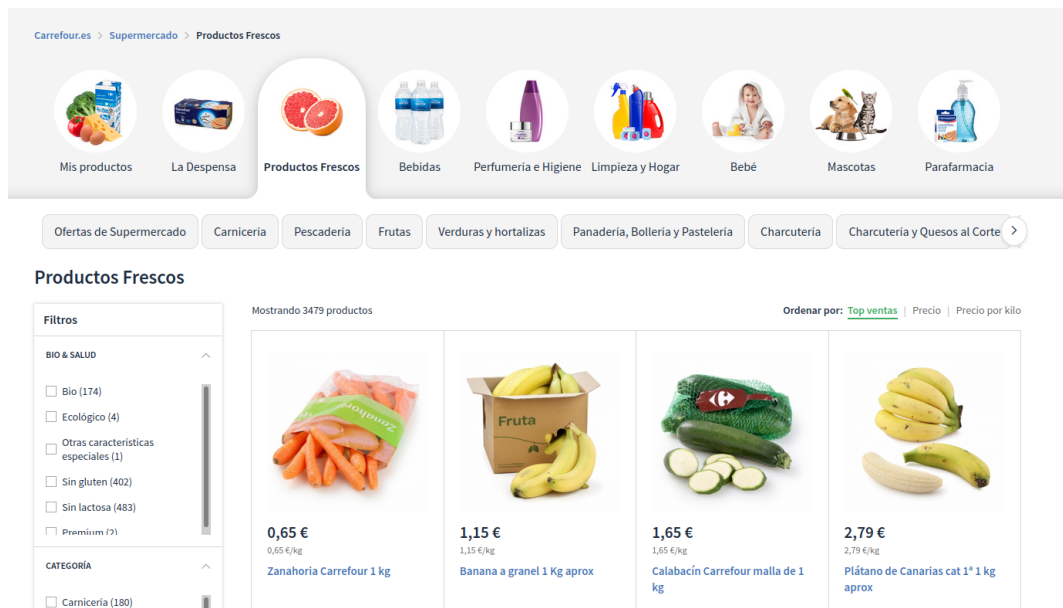 Carrefour.es > Supermercado > Productos Frescos
Mis productos
La Despensa
Productos Frescos
Bebidas
Perfumería e Higiene
Limpieza y Hogar
Bebé
Mascotas
Parafarmacia
Ofertas de Supermercado
Carnicería
Pescadería
Frutas
Verduras y hortalizas
Panadería, Bollería y Pastelería
Charcutería
Charcutería y Quesos al Corte
Productos Frescos
Filtros
BIO & SALUD
Bio (174)
Ecológico (4)
Otras características
especiales (1)
Sin gluten (402)
Sin lactosa (483)
Premium (2)
CATEGORÍA
Carnicería (180)
Mostrando 3479 productos
Ordenar por: Top ventas | Precio | Precio por kilo
Zanahoria
0,65 €
0,65 €/kg
Zanahoria Carrefour 1 kg
Fruta
1,15 €
1,15 €/kg
Banana a granel 1 Kg aprox
1,65 €
1,65 €/kg
Calabacín Carrefour malla de 1
kg
2,79 €
2,79 €/kg
Plátano de Canarias cat 1ª 1 kg
aprox